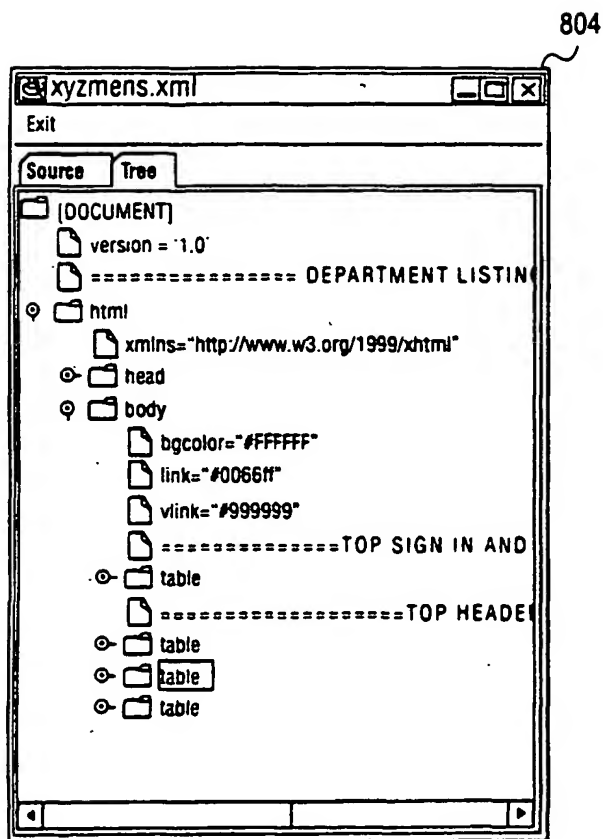 804
xyzmens.xml
Exit
Source Tree
[DOCUMENT]
version = '1.0'
================ DEPARTMENT LISTIN
html
xmlns="http://www.w3.org/1999/xhtml"
head
body
bgcolor="#FFFFFF"
link="#0066ff"
vlink="#999999"
==============TOP SIGN IN AND
table
===================TOP HEADE
table
table
table